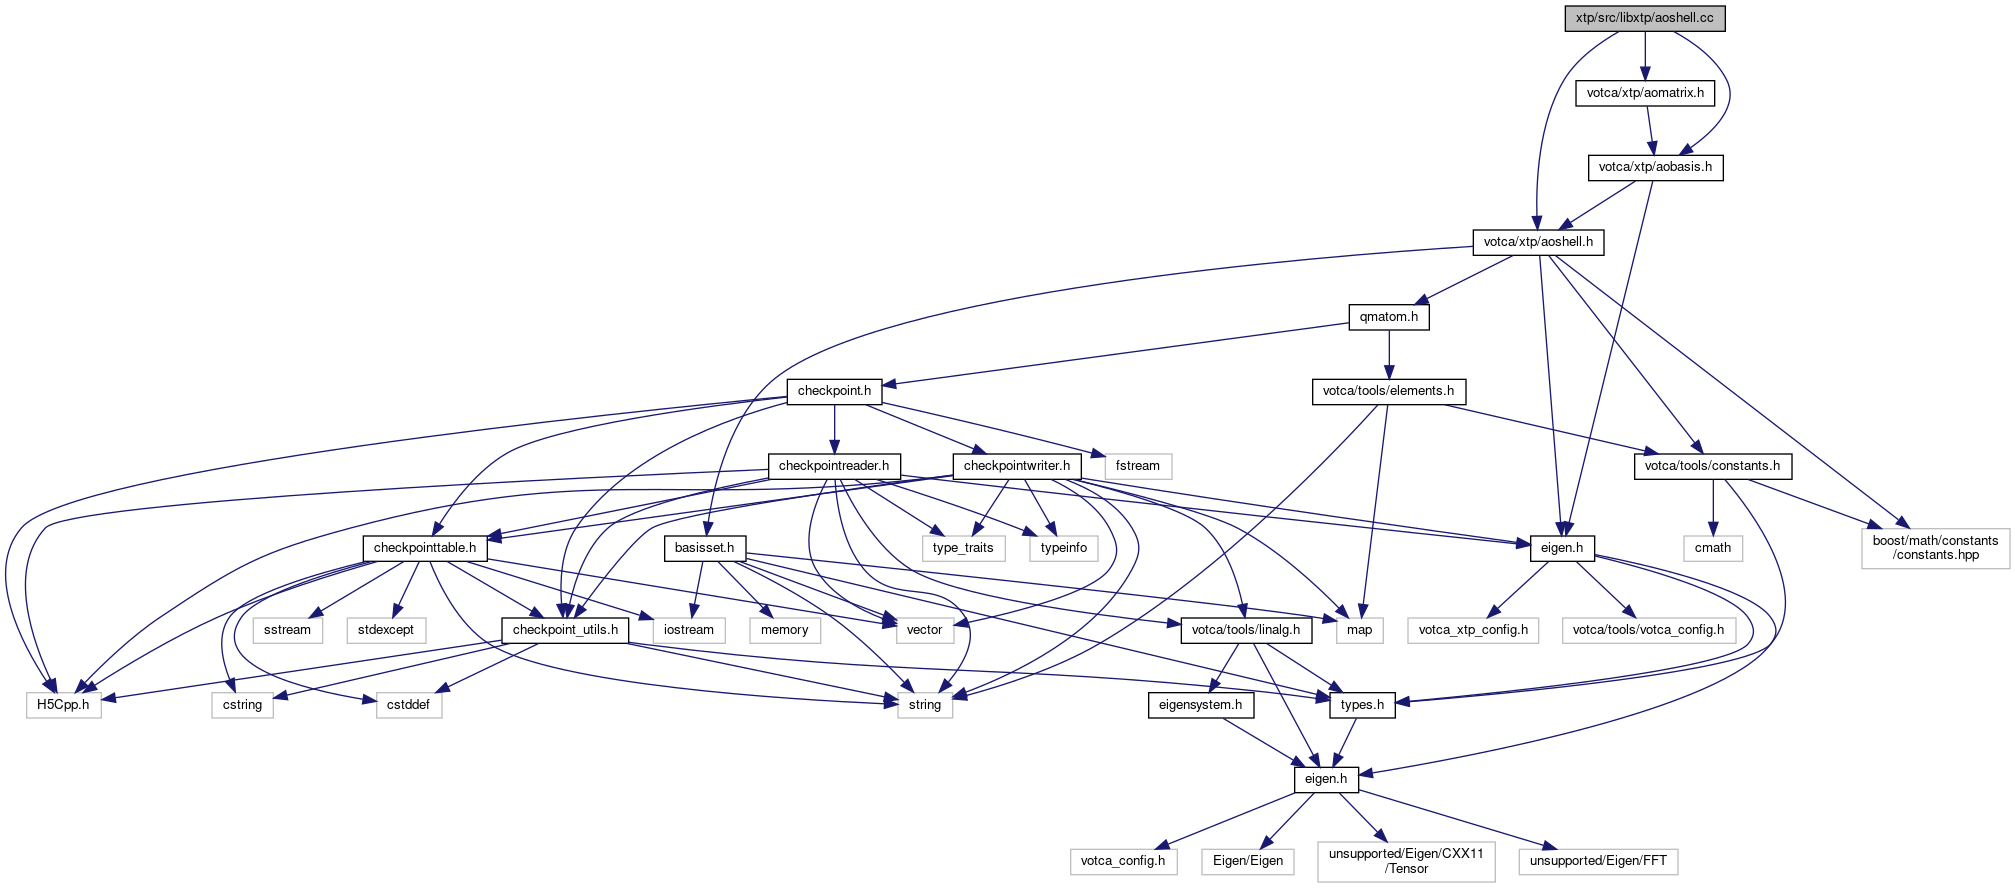 xtp/src/libxtp/aoshell.cc
votca/xtp/aomatrix.h
votca/xtp/aobasis.h
votca/xtp/aoshell.h
qmatom.h
checkpoint.h
votca/tools/elements.h
checkpointreader.h
checkpointwriter.h
fstream
votca/tools/constants.h
checkpointtable.h
basisset.h
type_traits
typeinfo
eigen.h
cmath
boost/math/constants
/constants.hpp
sstream
stdexcept
checkpoint_utils.h
iostream
memory
vector
votca/tools/linalg.h
map
votca_xtp_config.h
votca/tools/votca_config.h
H5Cpp.h
cstring
cstddef
string
eigensystem.h
types.h
eigen.h
votca_config.h
Eigen/Eigen
unsupported/Eigen/CXX11
/Tensor
unsupported/Eigen/FFT